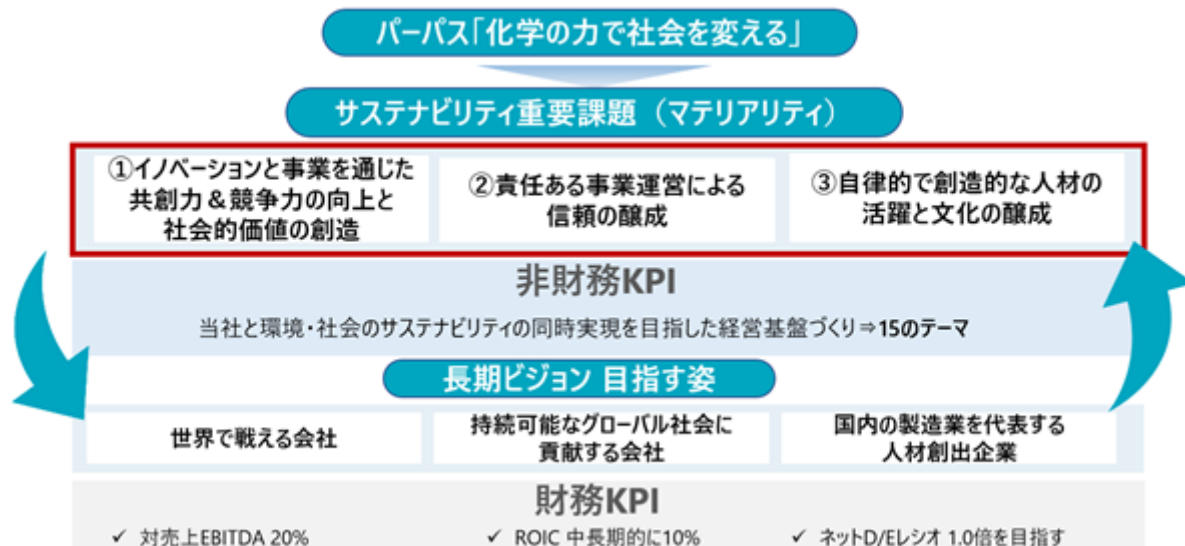 パーパス「化学の力で社会を変える」
サステナビリティ重要課題（マテリアリティ）
①イノベーションと事業を通じた
共創力＆競争力の向上と
社会的価値の創造
②責任ある事業運営による
信頼の醸成
③自律的で創造的な人材の
活躍と文化の醸成
非財務KPI
当社と環境・社会のサステナビリティの同時実現を目指した経営基盤づくり⇒15のテーマ
長期ビジョン 目指す姿
世界で戦える会社
持続可能なグローバル社会に
貢献する会社
国内の製造業を代表する
人材創出企業
財務KPI
✓ 対売上EBITDA 20%
✓ ROIC 中長期的に10%
✓ ネットD/Eレシオ 1.0倍を目指す